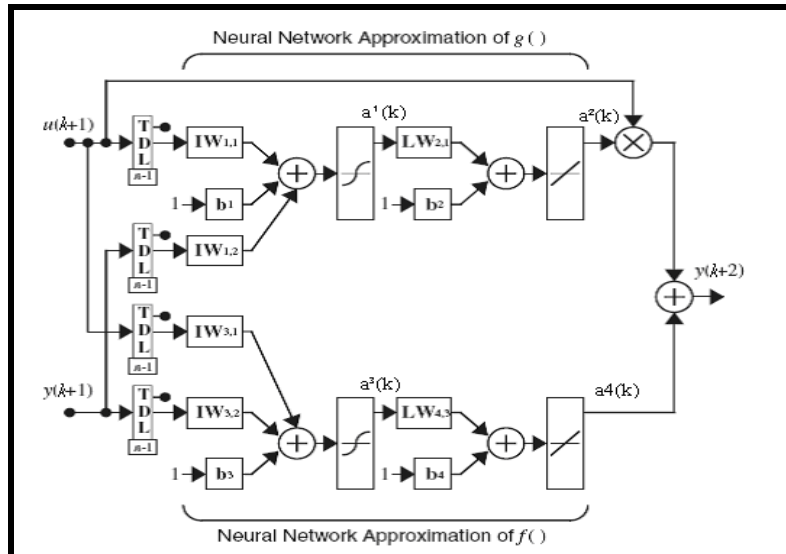 Neural Network Approximation of g ( )
u(k+1)
T
D
L
n-1
IW1,1
1
b1
a¹(k)
LW2,1
1
b2
a²(k)
T
D
L
n-1
IW1,2
y(k+2)
T
D
L
n-1
IW3,1
y(k+1)
T
D
L
n-1
IW3,2
1
b3
a³(k)
LW4,3
1
b4
a4(k)
Neural Network Approximation of f ( )